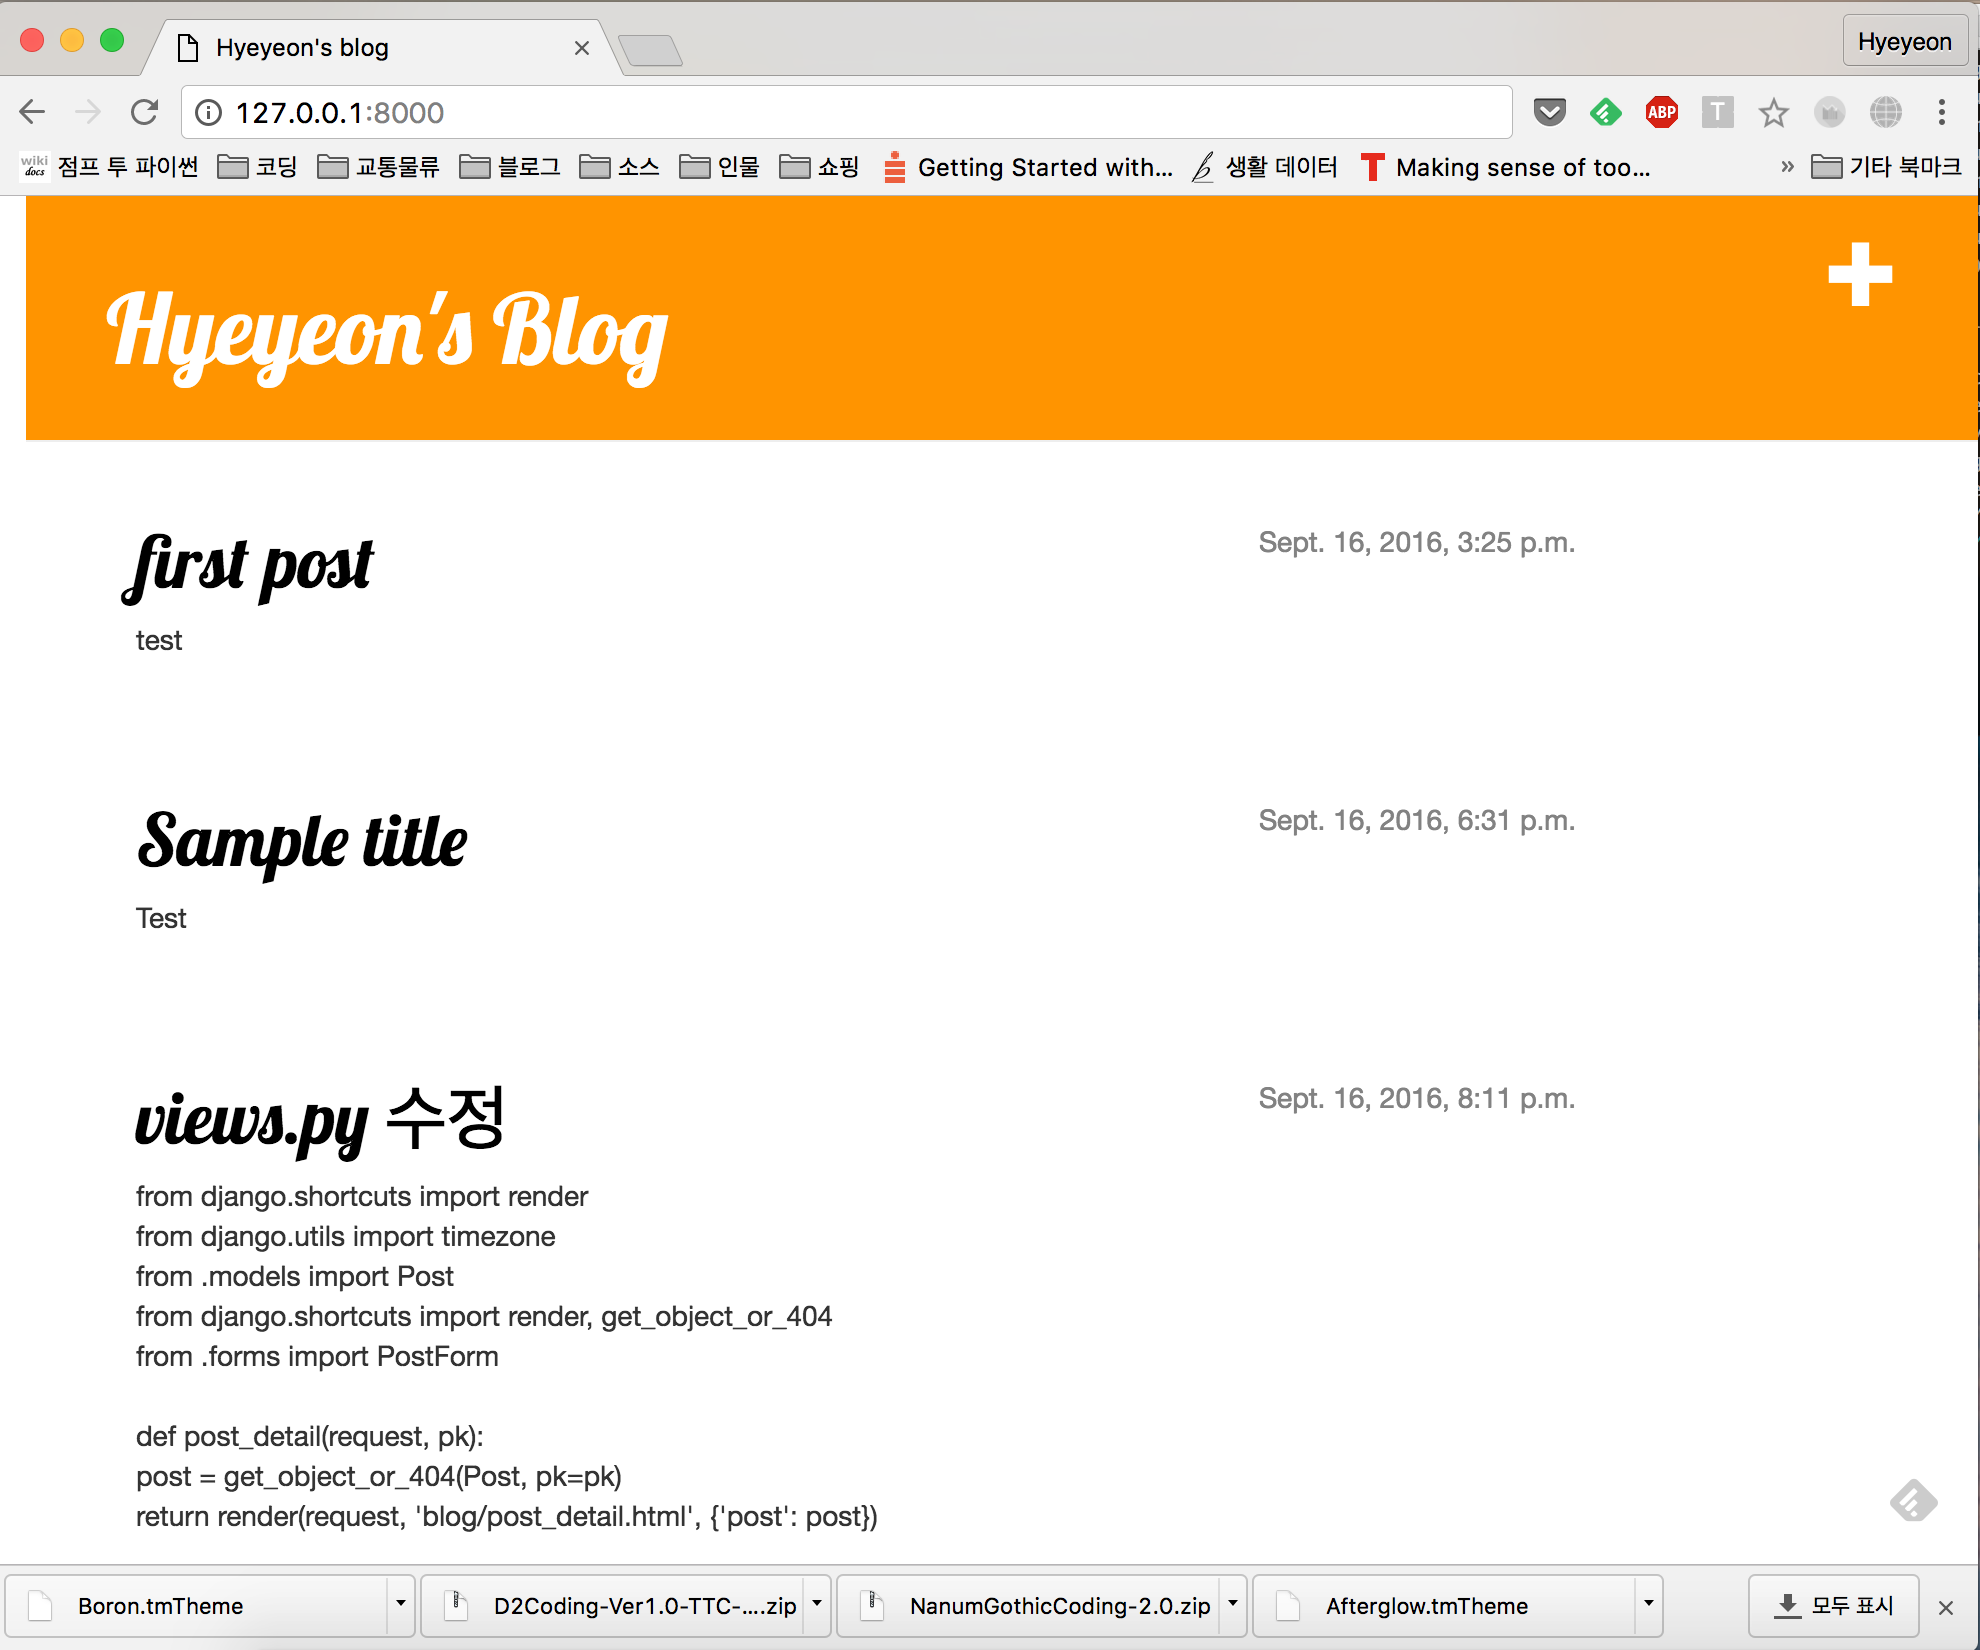 Hyeyeon's blog
Hyeyeon
127.0.0.1:8000
ABP
T
wiki docs 점프 투 파이썬 코딩 교통물류 블로그 소스 인물 쇼핑 Getting Started with... 생활 데이터 T Making sense of too... » 기타 북마크
Hyeyeon's Blog
first post
Sept. 16, 2016, 3:25 p.m.
test
Sample title
Sept. 16, 2016, 6:31 p.m.
Test
views.py 수정
Sept. 16, 2016, 8:11 p.m.
from django.shortcuts import render
from django.utils import timezone
from .models import Post
from django.shortcuts import render, get_object_or_404
from .forms import PostForm
def post_detail(request, pk):
post = get_object_or_404(Post, pk=pk)
return render(request, 'blog/post_detail.html', {'post': post})
Boron.tmTheme D2Coding-Ver1.0-TTC-....zip NanumGothicCoding-2.0.zip Afterglow.tmTheme 모두 표시